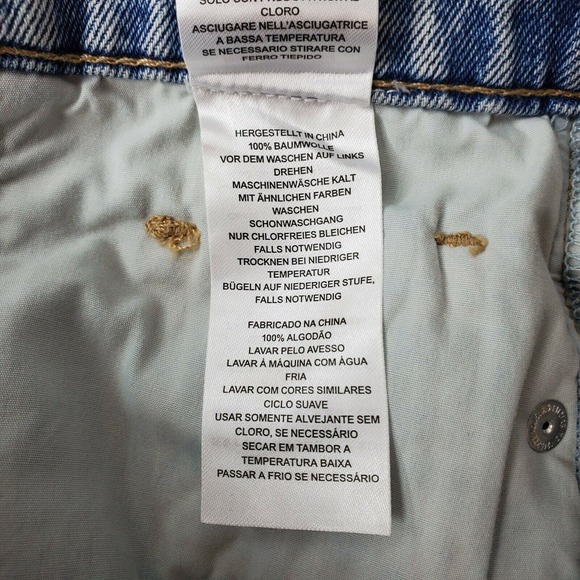 CLORO
ASCIUGARE NELL'ASCIUGATRICE
A BASSA TEMPERATURA
SE NECESSARIO STIRARE CON
FERRO TIEPIDO
HERGESTELLT IN CHINA
100% BAUMWOLLE
VOR DEM WASCHEN AUF LINKS
DREHEN
MASCHINENWÄSCHE KALT
MIT ÄHNLICHEN FARBEN
WASCHEN
SCHONWASCHGANG
NUR CHLORFREIES BLEICHEN
FALLS NOTWENDIG
TROCKNEN BEI NIEDRIGER
TEMPERATUR
BÜGELN AUF NIEDERIGER STUFE,
FALLS NOTWENDIG
FABRICADO NA CHINA
100% ALGODÃO
LAVAR PELO AVESSO
LAVAR À MÁQUINA COM ÁGUA
FRIA
LAVAR COM CORES SIMILARES
CICLO SUAVE
USAR SOMENTE ALVEJANTE SEM
CLORO, SE NECESSÁRIO
SECAR EM TAMBOR A
TEMPERATURA BAIXA
PASSAR A FRIO SE NECESSÁRIO